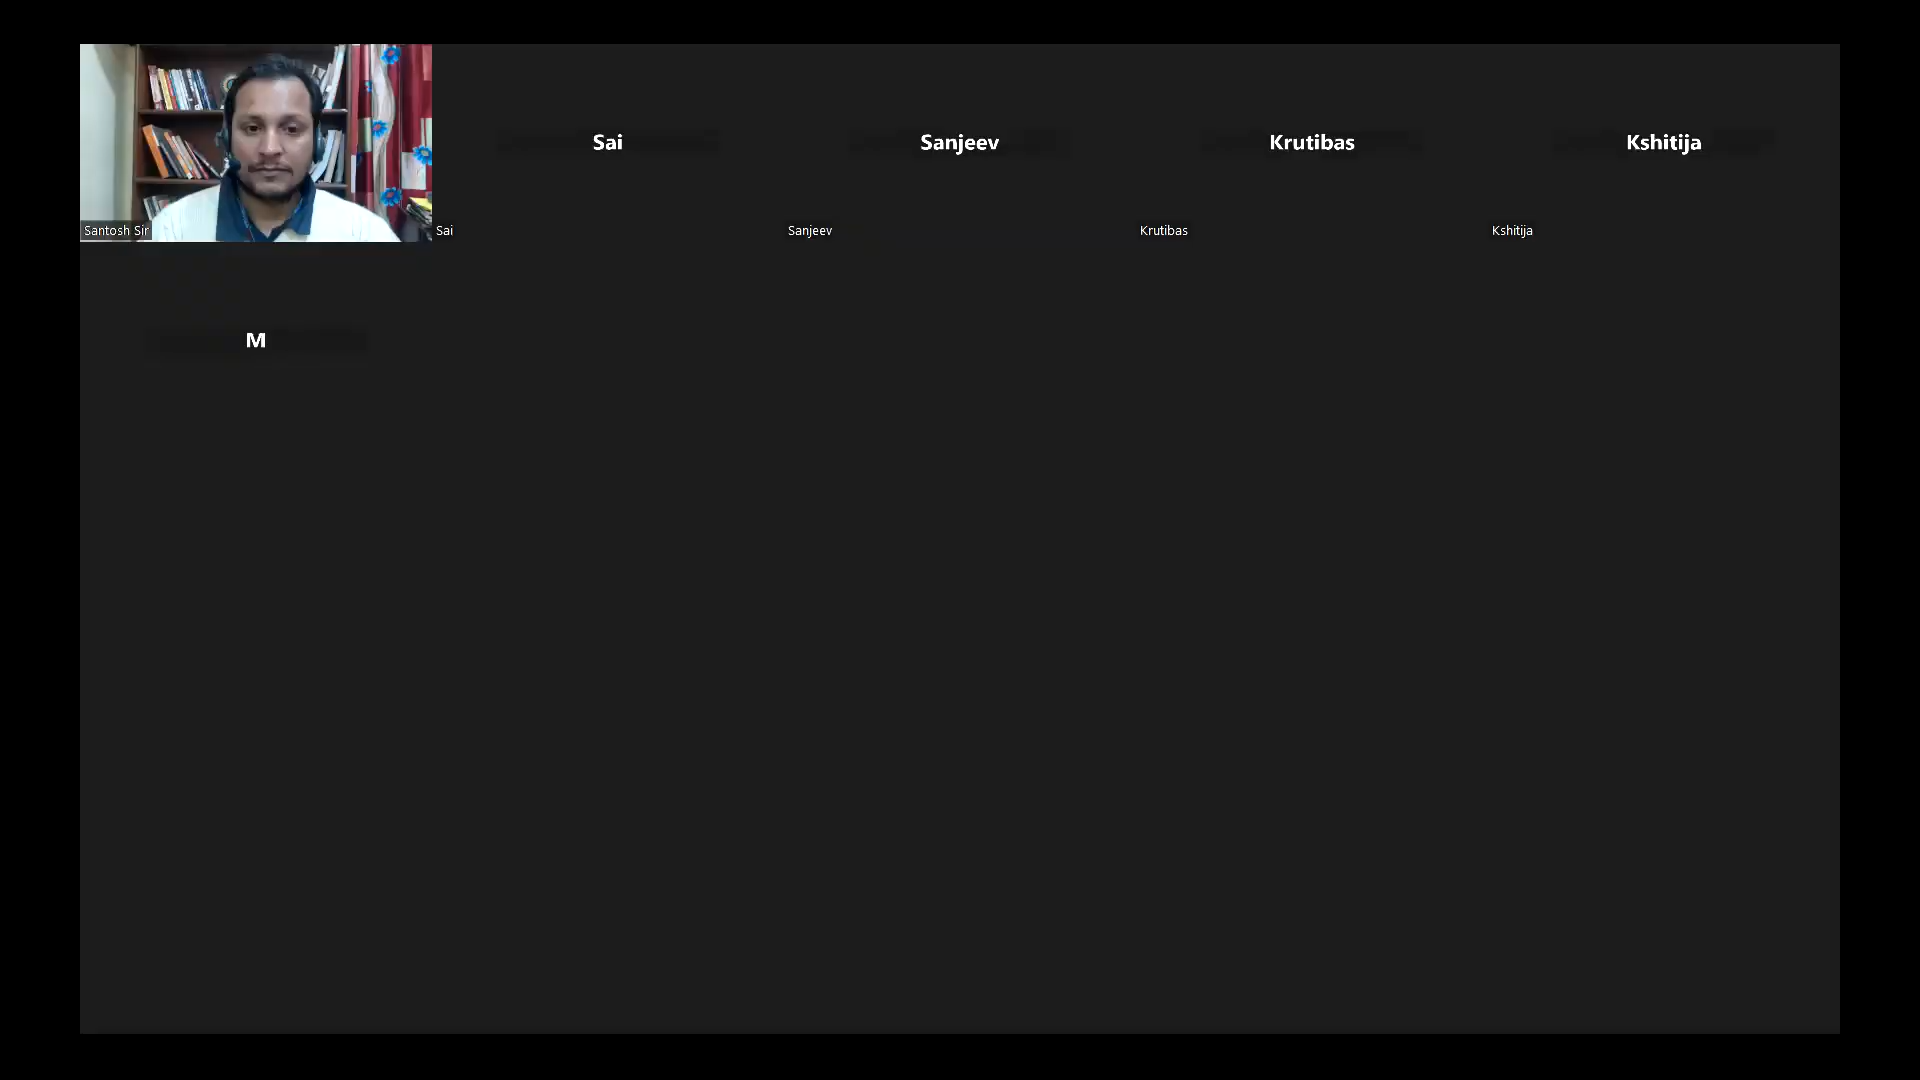 Sai
Sanjeev
Krutibas
Kshitija
Santosh Sir
Sai
Sanjeev
Krutibas
Kshitija
M